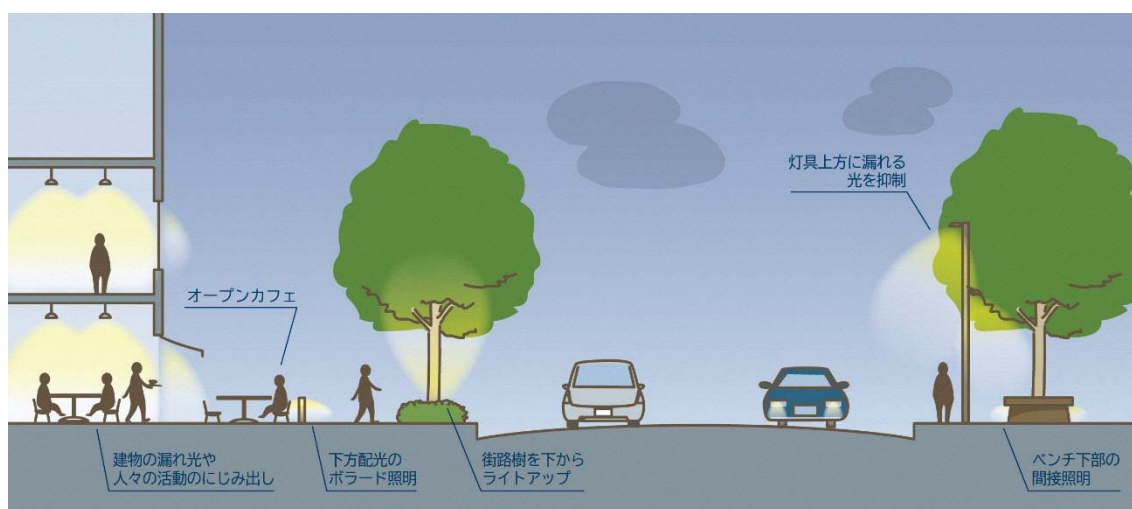 灯具上方に漏れる
光を抑制
オープンカフェ
建物の漏れ光や
人々の活動のにじみ出し
下方配光の
ボラード照明
街路樹を下から
ライトアップ
ベンチ下部の
間接照明